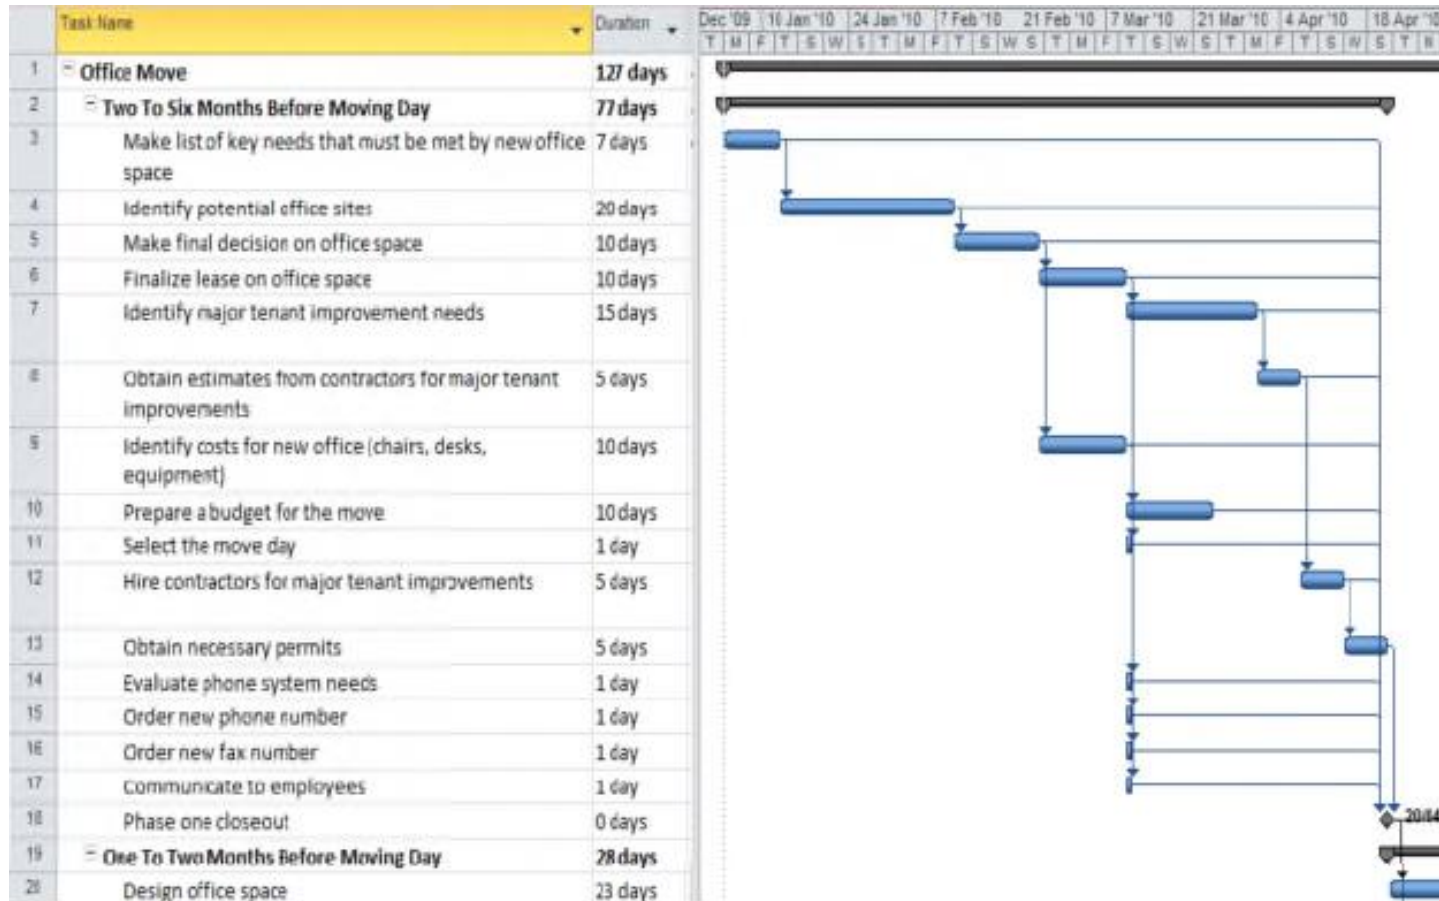 Task Name Duration Dec '09 10 Jan '10 24 Jan '10 7 Feb '10 21 Feb '10 7 Mar '10 21 Mar '10 4 Apr '10 18 Apr '10
T M F T S W S T M F T S W S T M F T S W S T M F T S W S T M
1 Office Move 127 days
2 Two To Six Months Before Moving Day 77 days
3 Make list of key needs that must be met by new office 7 days
space
4 Identify potential office sites 20 days
5 Make final decision on office space 10 days
6 Finalize lease on office space 10 days
7 Identify major tenant improvement needs 15 days
8 Obtain estimates from contractors for major tenant 5 days
improvements
9 Identify costs for new office (chairs, desks, 10 days
equipment)
10 Prepare a budget for the move 10 days
11 Select the move day 1 day
12 Hire contractors for major tenant improvements 5 days
13 Obtain necessary permits 5 days
14 Evaluate phone system needs 1 day
15 Order new phone number 1 day
16 Order new fax number 1 day
17 Communicate to employees 1 day
18 Phase one closeout 0 days 20/04
19 One To Two Months Before Moving Day 28 days
20 Design office space 23 days